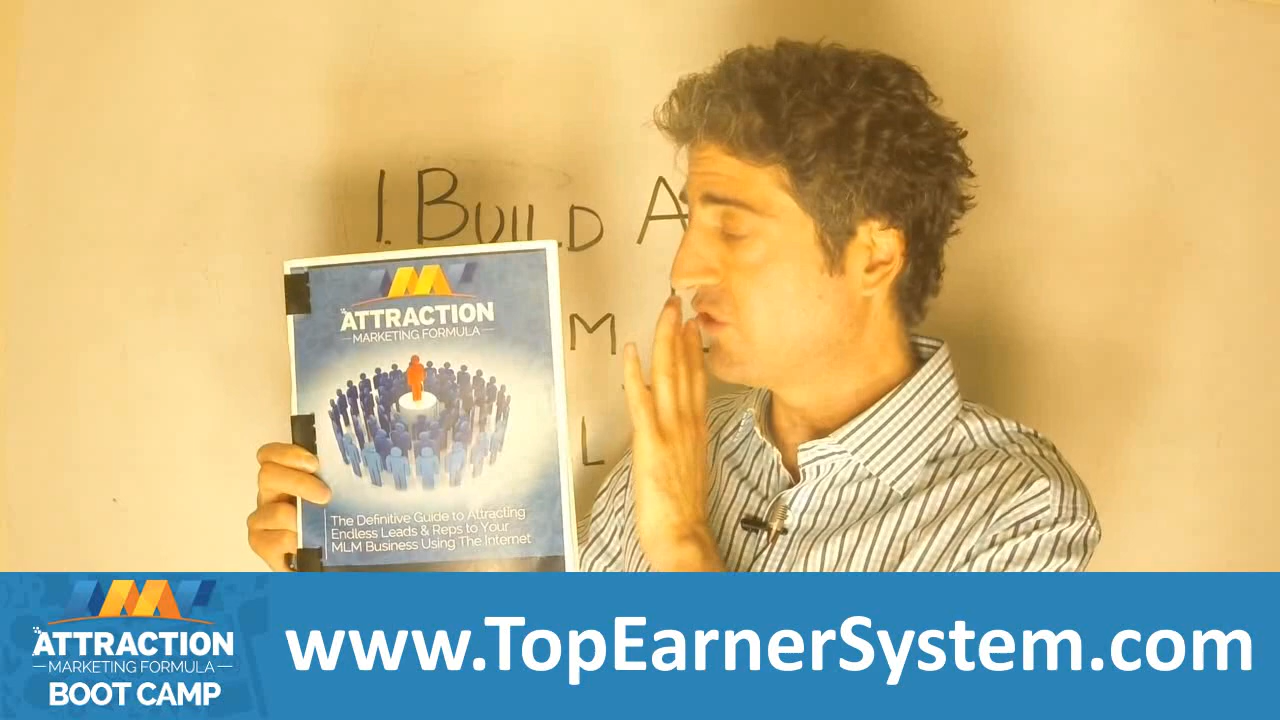 1. BUILD A
M
L
ATTRACTION
MARKETING FORMULA
The Definitive Guide to Attracting
Endless Leads & Reps to Your
MLM Business Using The Internet
ATTRACTION
MARKETING FORMULA
BOOT CAMP
www.TopEarnerSystem.com